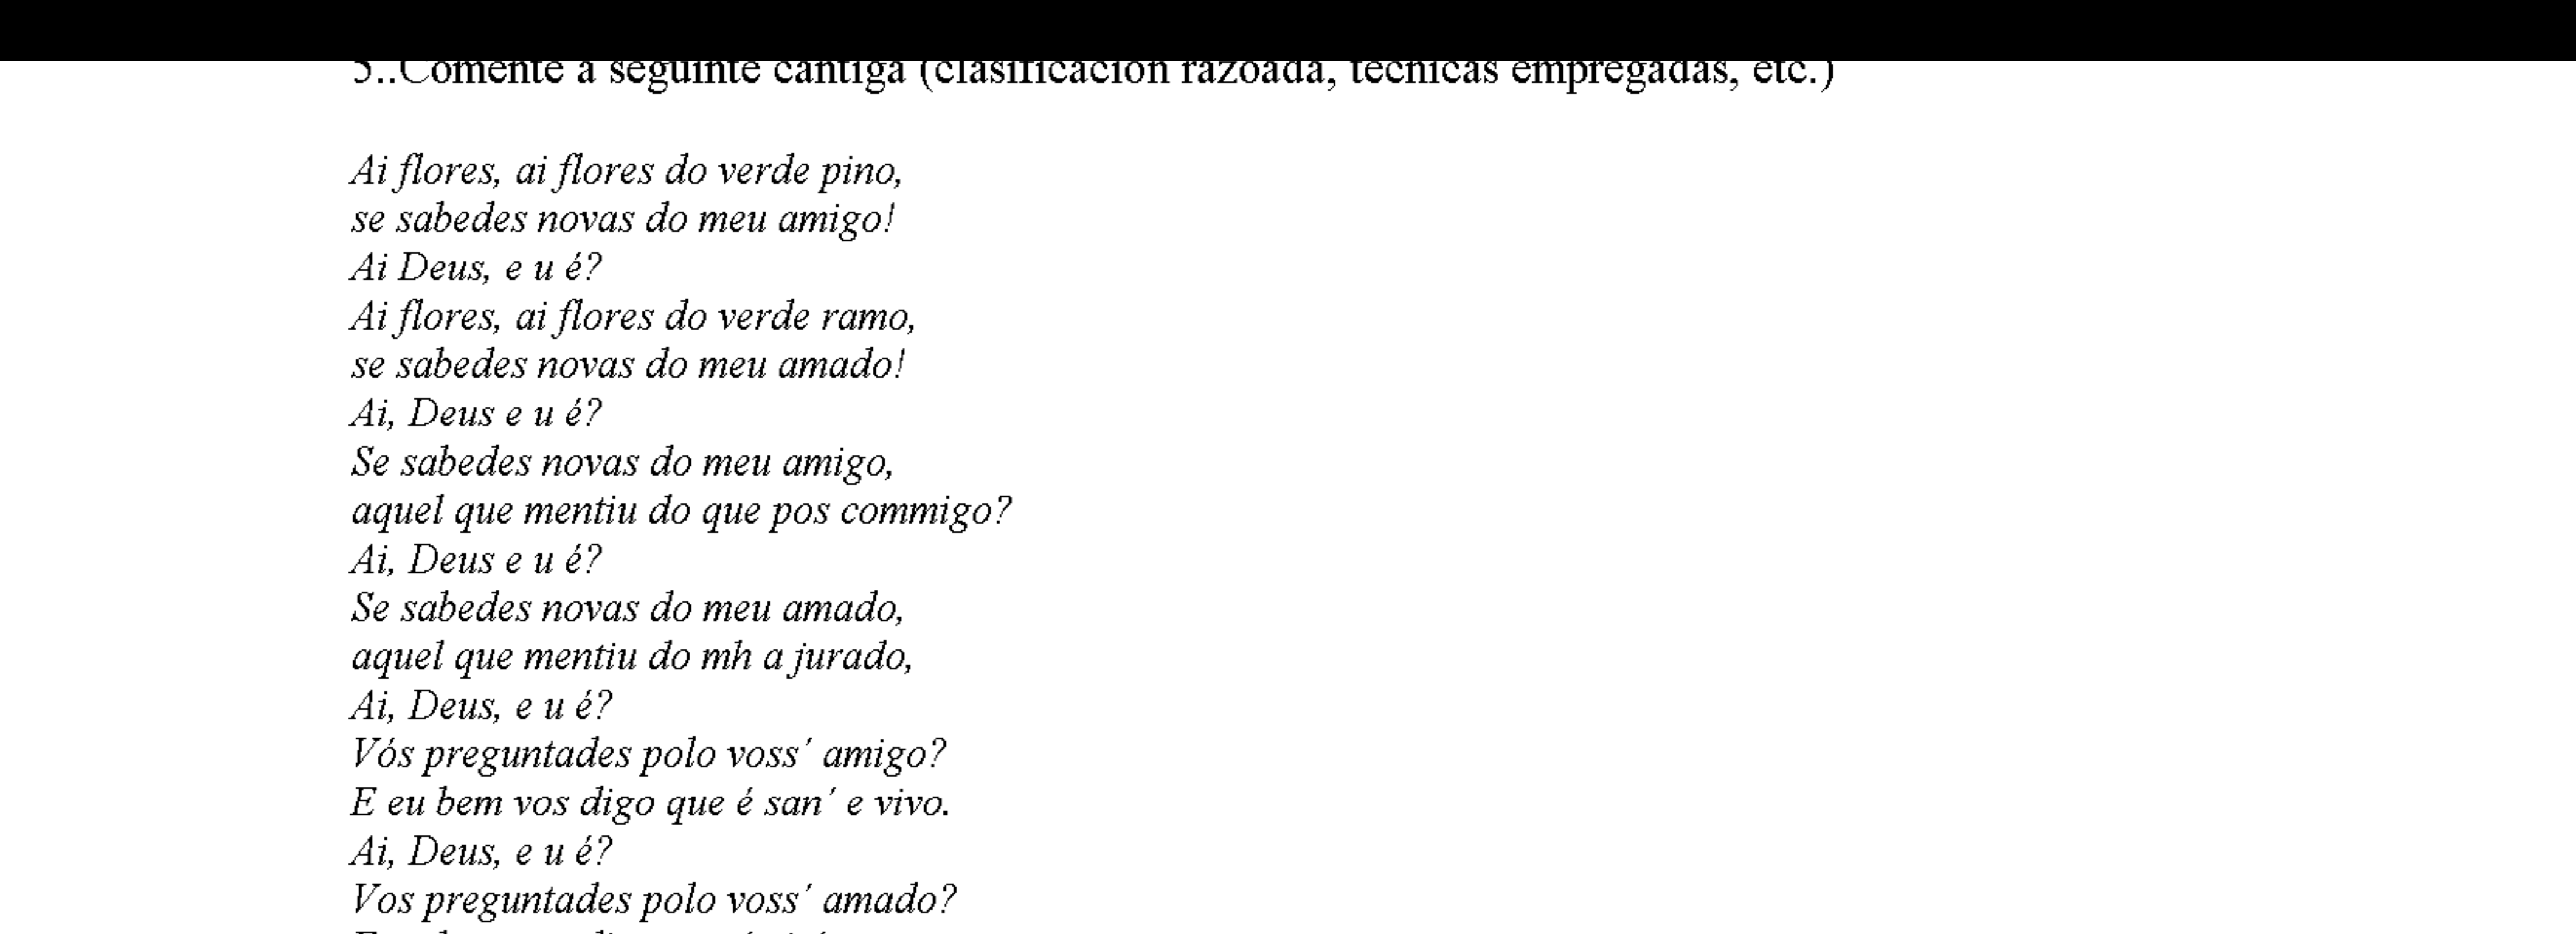 5..Comente a seguinte cantiga (clasificación razoada, técnicas empregadas, etc.)
Ai flores, ai flores do verde pino,
se sabedes novas do meu amigo!
Ai Deus, e u é?
Ai flores, ai flores do verde ramo,
se sabedes novas do meu amado!
Ai, Deus e u é?
Se sabedes novas do meu amigo,
aquel que mentiu do que pos commigo?
Ai, Deus e u é?
Se sabedes novas do meu amado,
aquel que mentiu do mh a jurado,
Ai, Deus, e u é?
Vós preguntades polo voss´ amigo?
E eu bem vos digo que é san´ e vivo.
Ai, Deus, e u é?
Vos preguntades polo voss´ amado?